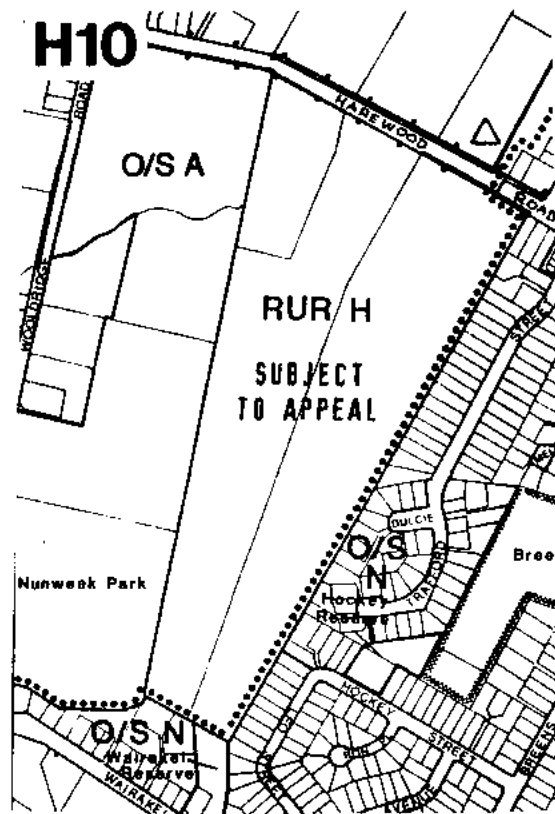 H10
HAREWOOD
ROAD
ROAD
O/S A
WOOLDRIDGE
RUR H
SUBJECT
TO APPEAL
STREET
DULCIE
O/S
N
TRAFFORD
Hockey
Reserve
Bree
Nunweek Park
HOCKEY
STREET
O/S N
Wairakei
Reserve
WAIRAKEI
AVENUE
BREENS